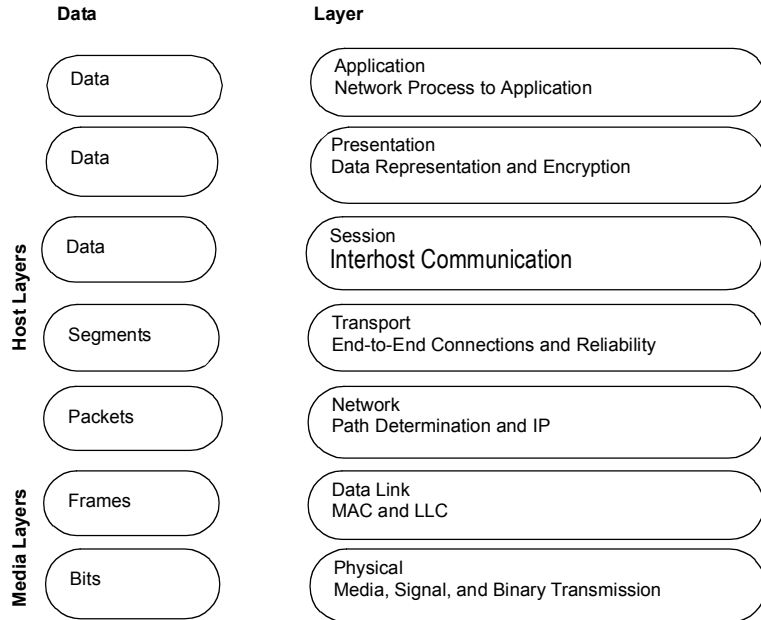 Data
Layer
Data
Application
Network Process to Application
Data
Presentation
Data Representation and Encryption
Host Layers
Data
Session
Interhost Communication
Segments
Transport
End-to-End Connections and Reliability
Packets
Network
Path Determination and IP
Media Layers
Frames
Data Link
MAC and LLC
Bits
Physical
Media, Signal, and Binary Transmission